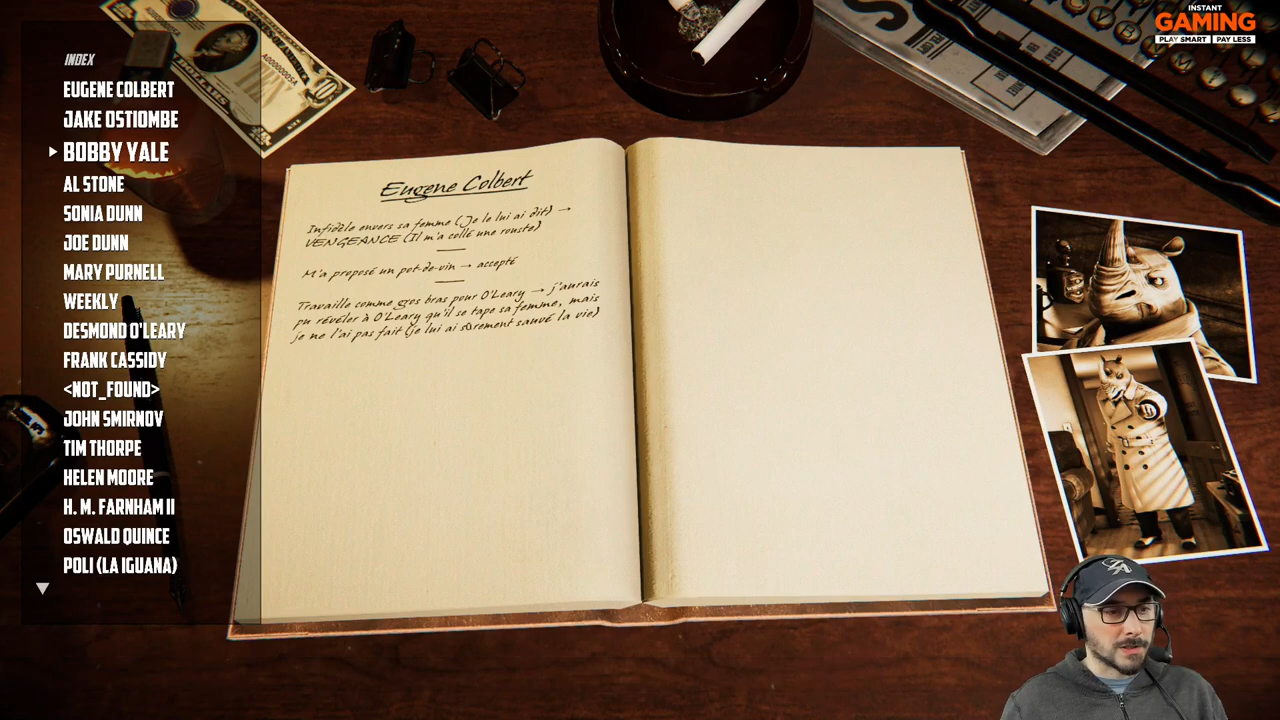 INSTANT
GAMING
PLAY SMART PAY LESS
INDEX
EUGENE COLBERT
JAKE OSTIOMBE
BOBBY YALE
AL STONE
SONIA DUNN
JOE DUNN
MARY PURNELL
WEEKLY
DESMOND O'LEARY
FRANK CASSIDY
<NOT_FOUND>
JOHN SMIRNOV
TIM THORPE
HELEN MOORE
H. M. FARNHAM II
OSWALD QUINCE
POLI (LA IGUANA)
Eugene Colbert
Infidèle envers sa femme (Je le lui ai dit) →
VENGEANCE (Il m'a collé une rouste)
M'a proposé un pot-de-vin → accepté
Travaille comme gros bras pour O'Leary → j'aurais
pu révéler à O'Leary qu'il se tape sa femme, mais
je ne l'ai pas fait (je lui ai sûrement sauvé la vie)